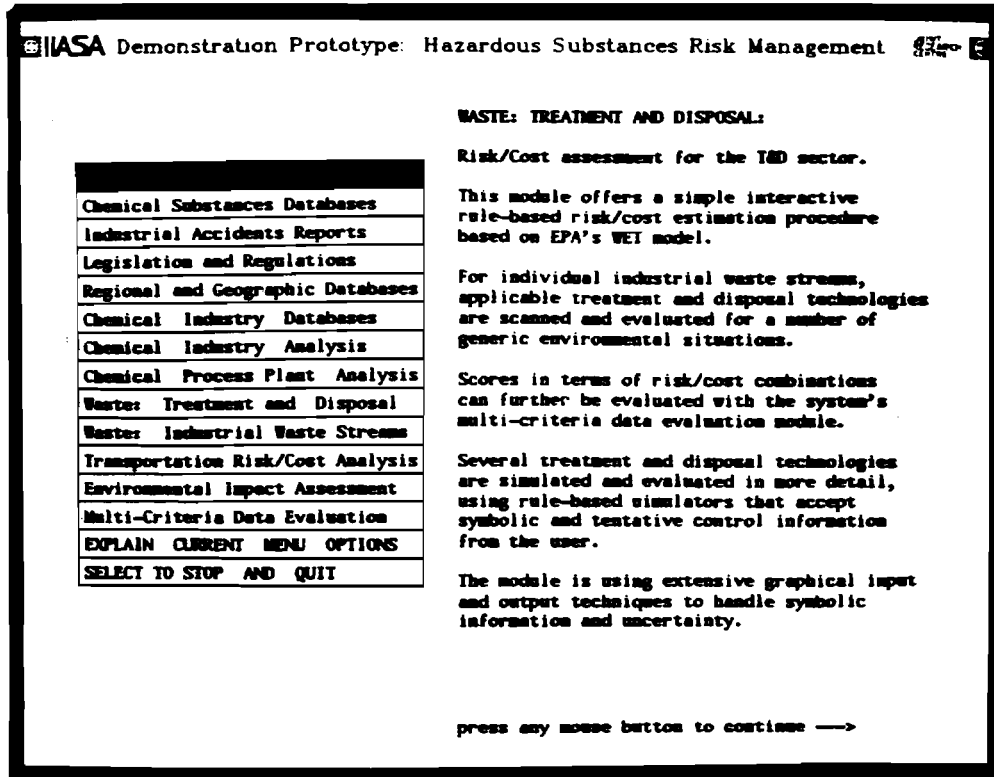 IIASA Demonstration Prototype: Hazardous Substances Risk Management
Chemical Substances Databases
Industrial Accidents Reports
Legislation and Regulations
Regional and Geographic Databases
Chemical Industry Databases
Chemical Industry Analysis
Chemical Process Plant Analysis
Waste: Treatment and Disposal
Waste: Industrial Waste Streams
Transportation Risk/Cost Analysis
Environmental Impact Assessment
Multi-Criteria Data Evaluation
EXPLAIN CURRENT MENU OPTIONS
SELECT TO STOP AND QUIT
WASTE: TREATMENT AND DISPOSAL:
Risk/Cost assessment for the T&D sector.
This module offers a simple interactive
rule-based risk/cost estimation procedure
based on EPA's WET model.
For individual industrial waste streams,
applicable treatment and disposal technologies
are scanned and evaluated for a number of
generic environmental situations.
Scores in terms of risk/cost combinations
can further be evaluated with the system's
multi-criteria data evaluation module.
Several treatment and disposal technologies
are simulated and evaluated in more detail,
using rule-based simulators that accept
symbolic and tentative control information
from the user.
The module is using extensive graphical input
and output techniques to handle symbolic
information and uncertainty.
press any mouse button to continue —>